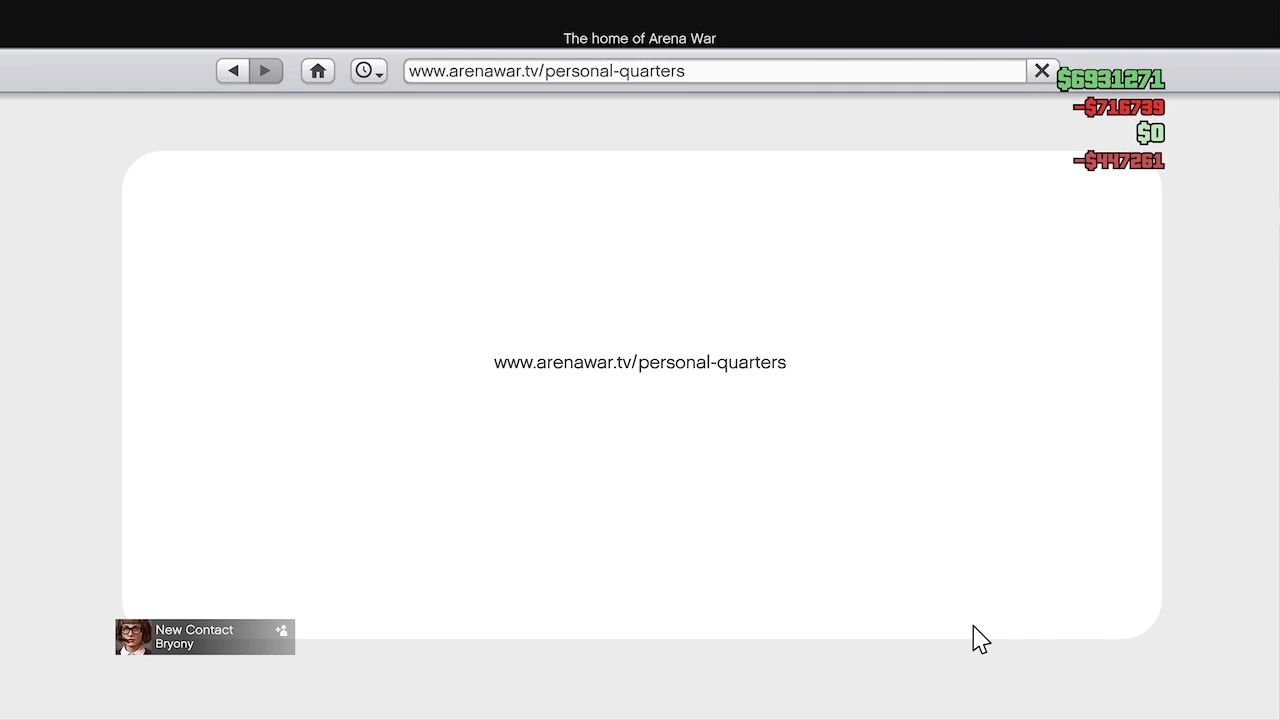 The home of Arena War
www.arenawar.tv/personal-quarters
$6931271
-$716739
$0
-$447261
www.arenawar.tv/personal-quarters
New Contact
Bryony